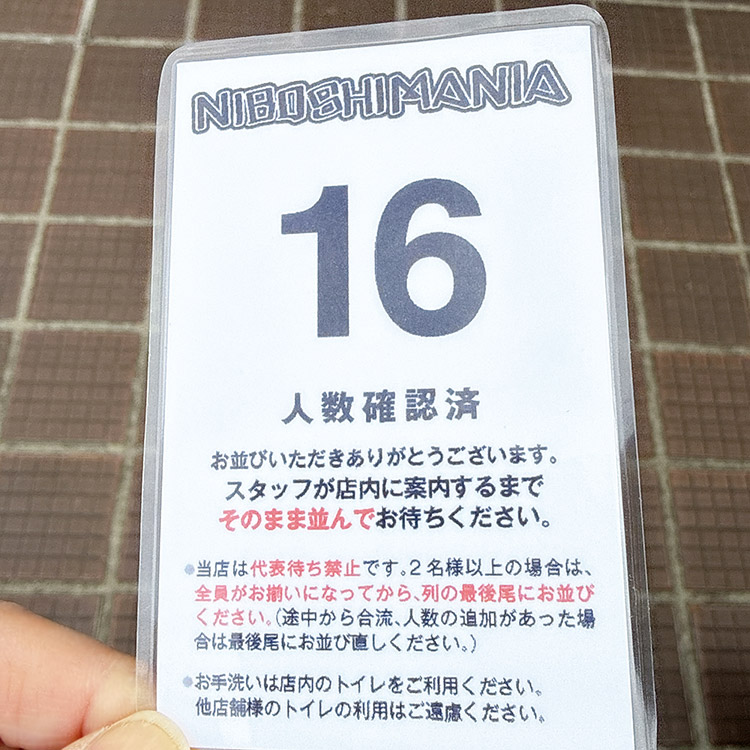 NIBOSHIMANIA
16
人数確認済
お並びいただきありがとうございます。
スタッフが店内に案内するまで
そのまま並んでお待ちください。
●当店は代表待ち禁止です。2名様以上の場合は、
全員がお揃いになってから、列の最後尾にお並び
ください。(途中から合流、人数の追加があった場
合は最後尾にお並び直しください。)
●お手洗いは店内のトイレをご利用ください。
他店舗様のトイレの利用はご遠慮ください。